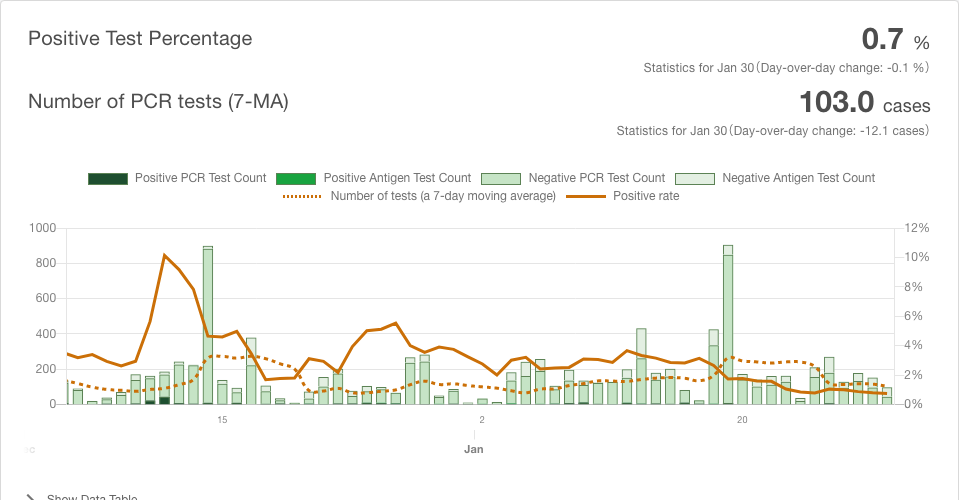 Positive Test Percentage
0.7 %
Statistics for Jan 30 (Day-over-day change: -0.1 %)
Number of PCR tests (7-MA)
103.0 cases
Statistics for Jan 30 (Day-over-day change: -12.1 cases)
Positive PCR Test Count Positive Antigen Test Count Negative PCR Test Count Negative Antigen Test Count
Number of tests (a 7-day moving average) Positive rate
1000 12%
10%
800
8%
600
6%
400
4%
200
2%
0 0%
15 2 20
Jan
Show Data Table